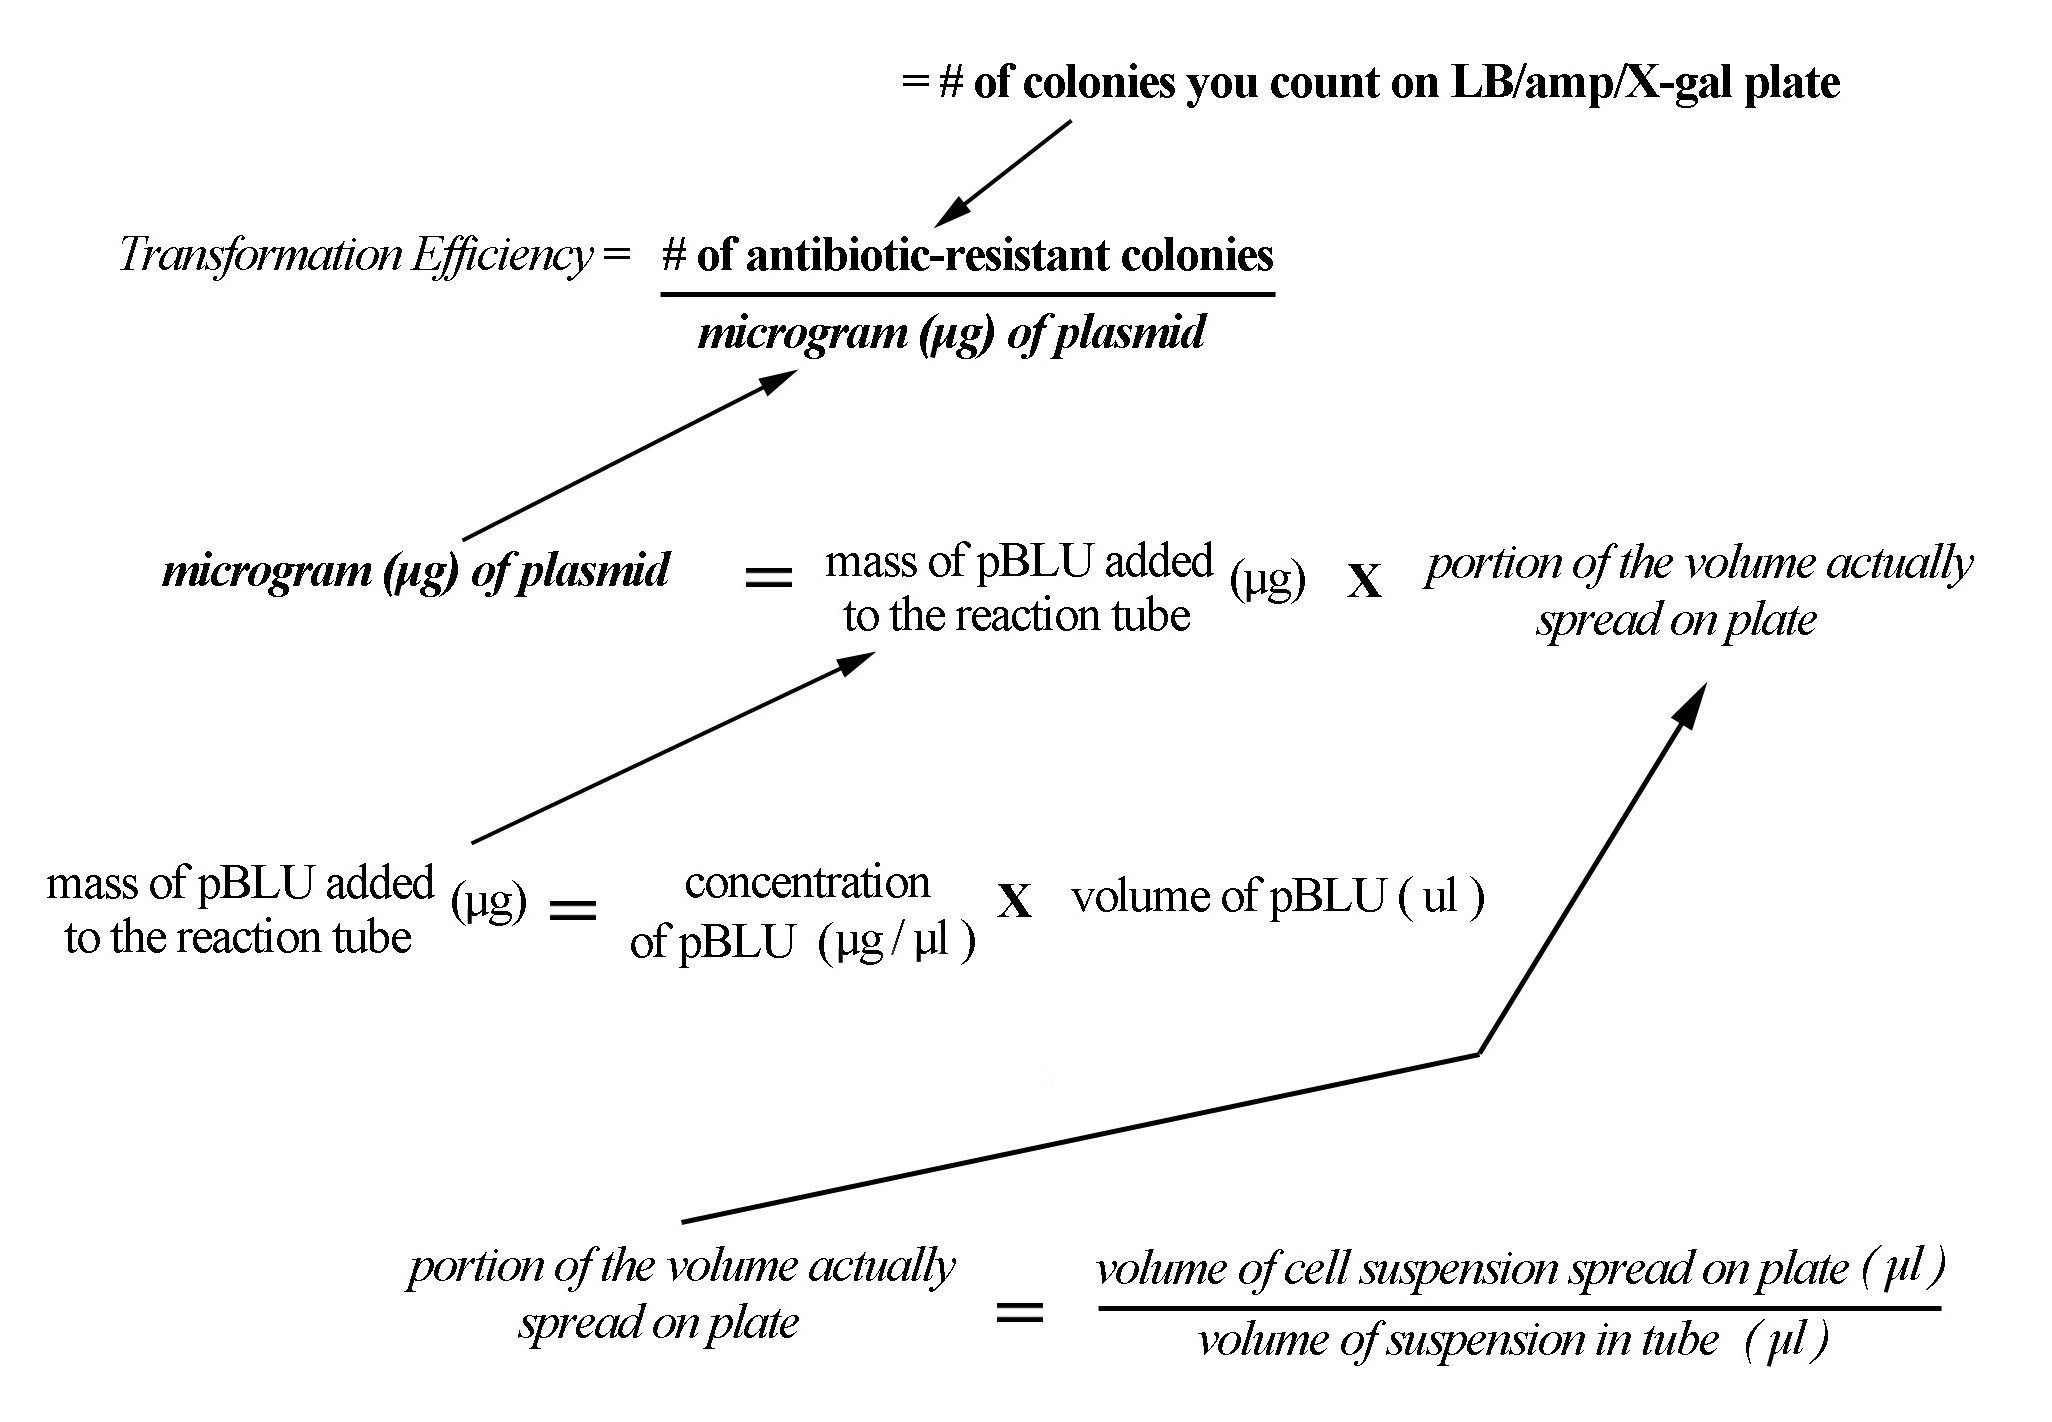 = # of colonies you count on LB/amp/X-gal plate
Transformation Efficiency = # of antibiotic-resistant colonies
microgram (µg) of plasmid
microgram (µg) of plasmid = mass of pBLU added (µg) X portion of the volume actually
to the reaction tube spread on plate
mass of pBLU added (µg) = concentration X volume of pBLU ( ul )
to the reaction tube of pBLU (µg / µl )
portion of the volume actually = volume of cell suspension spread on plate ( µl )
spread on plate volume of suspension in tube ( µl )